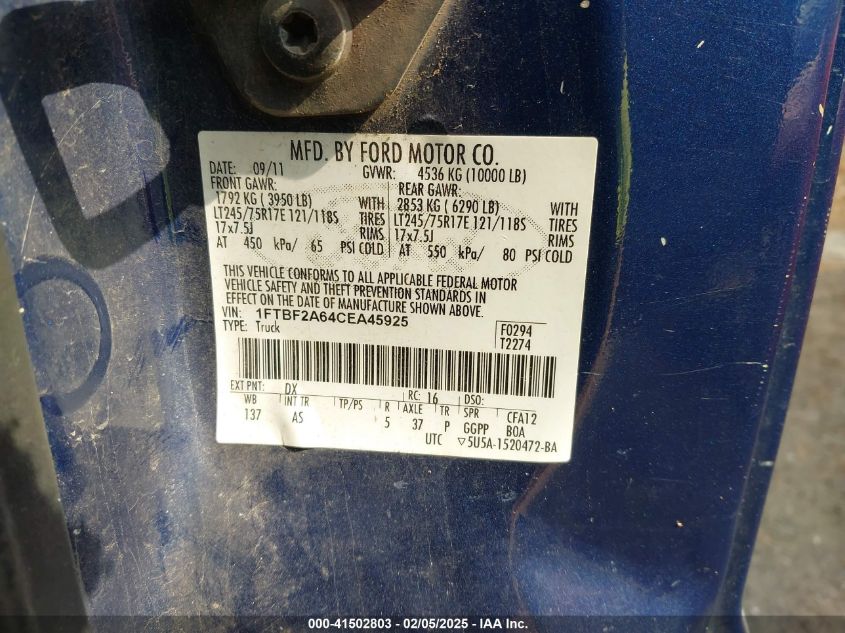 MFD. BY FORD MOTOR CO.
DATE: 09/11 GVWR: 4536 KG (10000 LB)
FRONT GAWR: REAR GAWR:
1792 KG ( 3950 LB) WITH 2853 KG ( 6290 LB) WITH
LT245/75R17E 121/118S TIRES LT245/75R17E 121/118S TIRES
17x7.5J RIMS 17x7.5J RIMS
AT 450 kPa/ 65 PSI COLD AT 550 kPa/ 80 PSI COLD
THIS VEHICLE CONFORMS TO ALL APPLICABLE FEDERAL MOTOR
VEHICLE SAFETY AND THEFT PREVENTION STANDARDS IN
EFFECT ON THE DATE OF MANUFACTURE SHOWN ABOVE.
VIN: 1FTBF2A64CEA45925
TYPE: Truck F0294
T2274
EXT PNT: DX RC: 16 DSO:
WB INT TR TP/PS R AXLE TR SPR CFA12
137 AS 5 37 P GGPP BOA
UTC ▽5U5A-1520472-BA
000-41502803 - 02/05/2025 - IAA Inc.